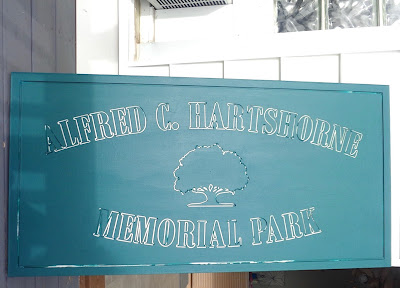 ALFRED C. HARTSHORNE
MEMORIAL PARK